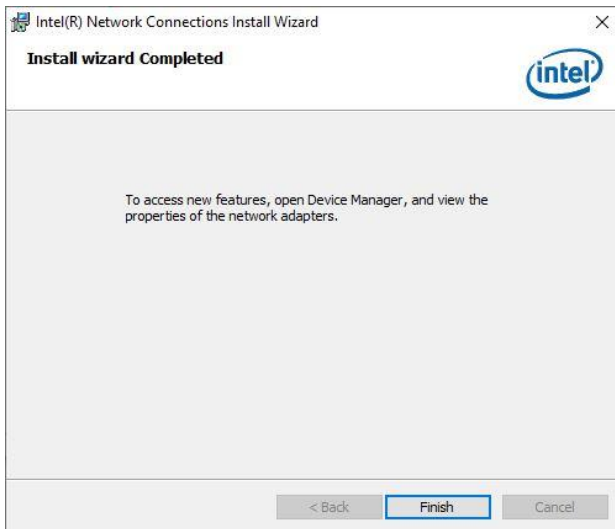 Intel(R) Network Connections Install Wizard
Install wizard Completed
intel
To access new features, open Device Manager, and view the
properties of the network adapters.
< Back
Finish
Cancel